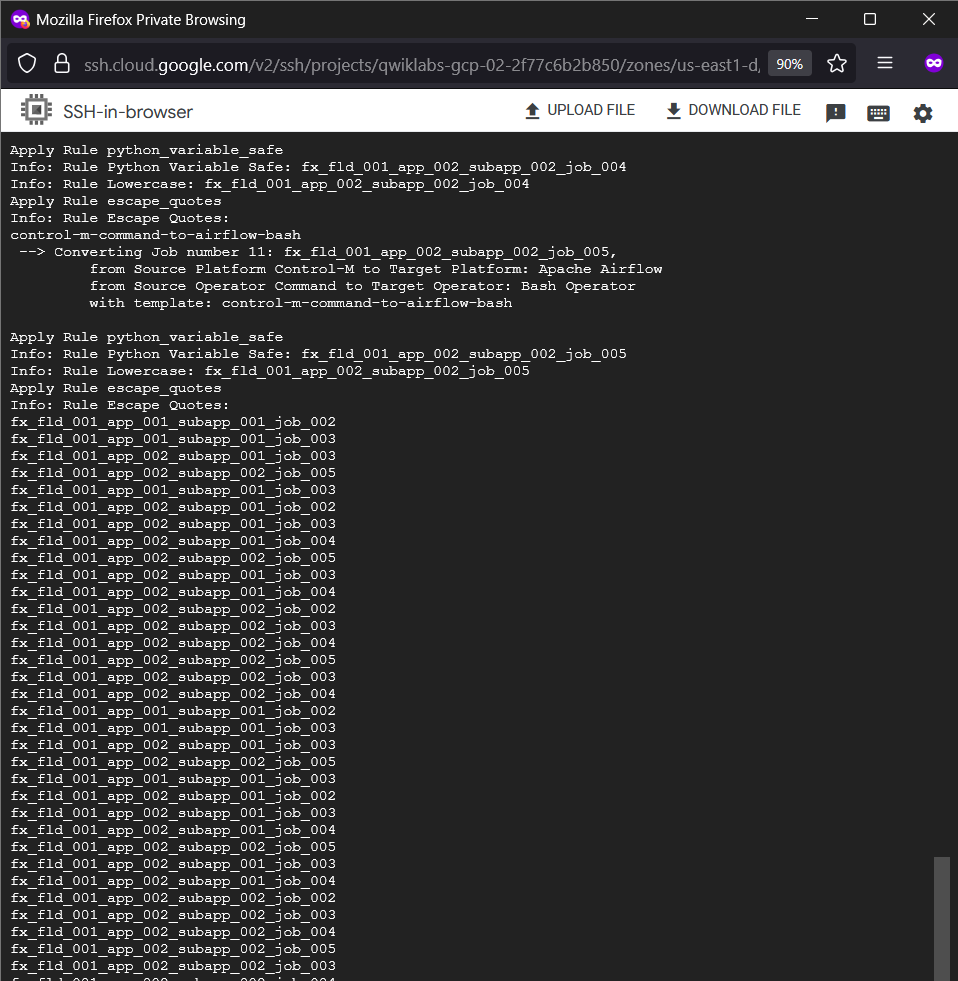 Mozilla Firefox Private Browsing
ssh.cloud.google.com/v2/ssh/projects/qwiklabs-gcp-02-2f77c6b2b850/zones/us-east1-d,
90%
SSH-in-browser
UPLOAD FILE
DOWNLOAD FILE
Apply Rule python_variable_safe
Info: Rule Python Variable Safe: fx_fld_001_app_002_subapp_002_job_004
Info: Rule Lowercase: fx_fld_001_app_002_subapp_002_job_004
Apply Rule escape_quotes
Info: Rule Escape Quotes:
control-m-command-to-airflow-bash
--> Converting Job number 11: fx_fld_001_app_002_subapp_002_job_005,
from Source Platform Control-M to Target Platform: Apache Airflow
from Source Operator Command to Target Operator: Bash Operator
with template: control-m-command-to-airflow-bash
Apply Rule python_variable_safe
Info: Rule Python Variable Safe: fx_fld_001_app_002_subapp_002_job_005
Info: Rule Lowercase: fx_fld_001_app_002_subapp_002_job_005
Apply Rule escape_quotes
Info: Rule Escape Quotes:
fx_fld_001_app_001_subapp_001_job_002
fx_fld_001_app_001_subapp_001_job_003
fx_fld_001_app_002_subapp_001_job_003
fx_fld_001_app_002_subapp_001_job_005
fx_fld_001_app_001_subapp_001_job_003
fx_fld_001_app_002_subapp_001_job_002
fx_fld_001_app_002_subapp_001_job_003
fx_fld_001_app_002_subapp_001_job_004
fx_fld_001_app_002_subapp_001_job_005
fx_fld_001_app_002_subapp_001_job_003
fx_fld_001_app_002_subapp_001_job_004
fx_fld_001_app_002_subapp_002_job_002
fx_fld_001_app_002_subapp_002_job_003
fx_fld_001_app_002_subapp_002_job_004
fx_fld_001_app_002_subapp_002_job_005
fx_fld_001_app_002_subapp_002_job_003
fx_fld_001_app_002_subapp_002_job_004
fx_fld_001_app_001_subapp_001_job_002
fx_fld_001_app_001_subapp_001_job_003
fx_fld_001_app_002_subapp_001_job_003
fx_fld_001_app_002_subapp_001_job_005
fx_fld_001_app_001_subapp_001_job_003
fx_fld_001_app_002_subapp_001_job_002
fx_fld_001_app_002_subapp_001_job_003
fx_fld_001_app_002_subapp_001_job_004
fx_fld_001_app_002_subapp_001_job_005
fx_fld_001_app_002_subapp_001_job_003
fx_fld_001_app_002_subapp_001_job_004
fx_fld_001_app_002_subapp_002_job_002
fx_fld_001_app_002_subapp_002_job_003
fx_fld_001_app_002_subapp_002_job_004
fx_fld_001_app_002_subapp_002_job_005
fx_fld_001_app_002_subapp_002_job_003